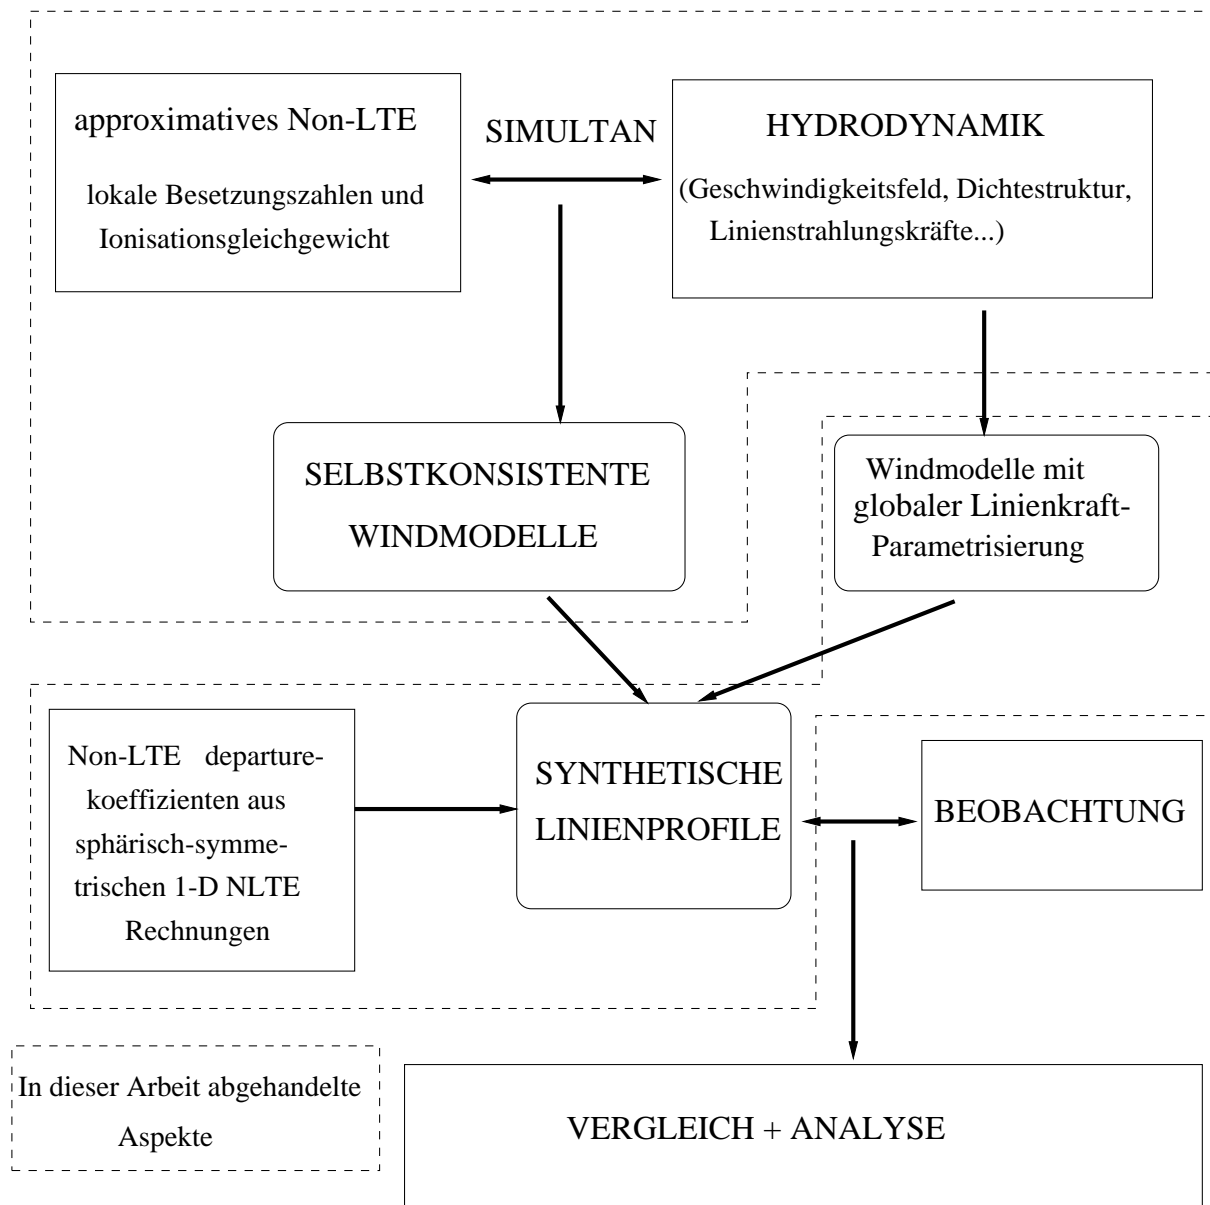 approximatives Non-LTE
lokale Besetzungszahlen und
Ionisationsgleichgewicht
SIMULTAN
HYDRODYNAMIK
(Geschwindigkeitsfeld, Dichtestruktur,
Linienstrahlungskräfte...)
SELBSTKONSISTENTE
WINDMODELLE
Windmodelle mit
globaler Linienkraft-
Parametrisierung
Non-LTE departure-
koeffizienten aus
sphärisch-symme-
trischen 1-D NLTE
Rechnungen
SYNTHETISCHE
LINIENPROFILE
BEOBACHTUNG
In dieser Arbeit abgehandelte
Aspekte
VERGLEICH + ANALYSE